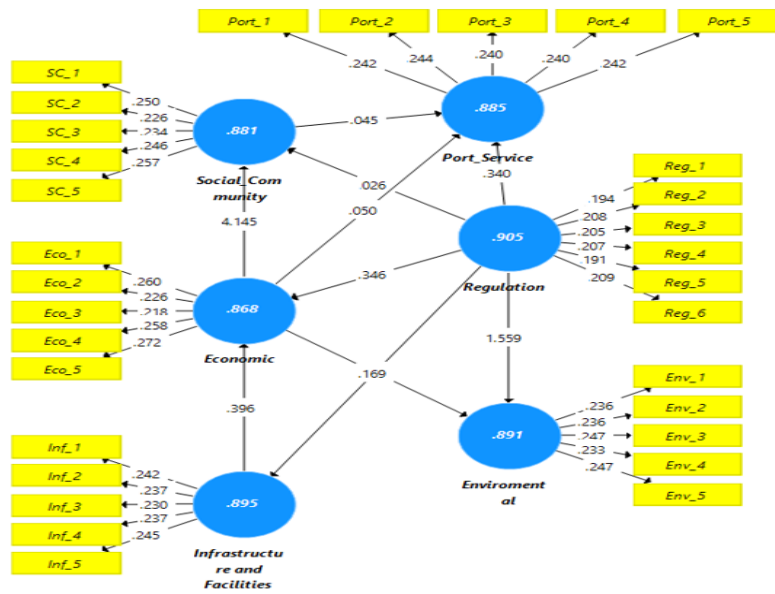 Port_1
Port_2
Port_3
Port_4
Port_5
.242
.244
.240
.240
.242
SC_1
SC_2
SC_3
SC_4
SC_5
.250
.226
.234
.246
.257
.881
Social_Com
munity
.045
.885
Port_Service
.340
.026
.050
4.145
Reg_1
Reg_2
Reg_3
Reg_4
Reg_5
Reg_6
.194
.208
.205
.207
.191
.209
.905
Regulation
.346
Eco_1
Eco_2
Eco_3
Eco_4
Eco_5
.260
.226
.218
.258
.272
.868
Economic
1.559
.169
.396
Env_1
Env_2
Env_3
Env_4
Env_5
.236
.236
.247
.233
.247
.891
Enviroment
al
Inf_1
Inf_2
Inf_3
Inf_4
Inf_5
.242
.237
.230
.237
.245
.895
Infrastructu
re and
Facilities